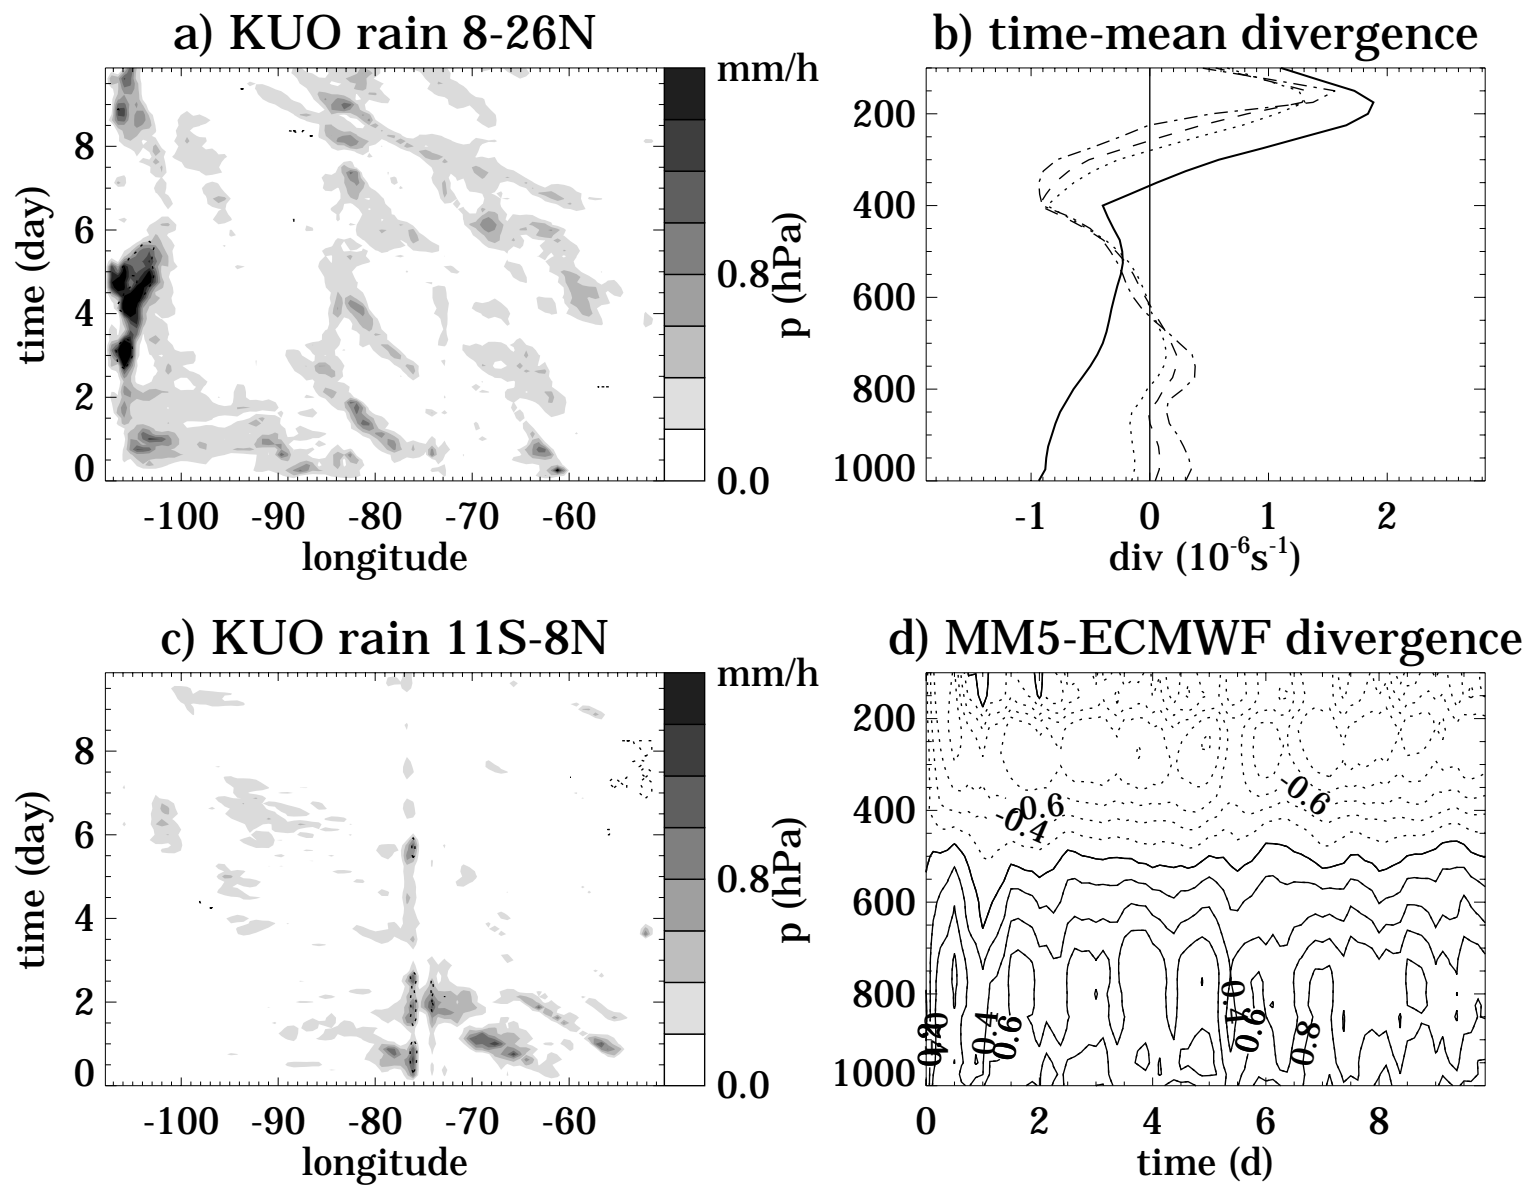 a) KUO rain 8-26N
mm/h
0.8
0.0
8
6
4
2
0
time (day)
-100 -90 -80 -70 -60
longitude
b) time-mean divergence
200
400
600
800
1000
p (hPa)
-1 0 1 2
div (10⁻⁶s⁻¹)
c) KUO rain 11S-8N
mm/h
0.8
0.0
8
6
4
2
0
time (day)
-100 -90 -80 -70 -60
longitude
d) MM5-ECMWF divergence
200
400
600
800
1000
p (hPa)
-0.6
0.6
-0.4
0.4
0.6
0.4
0.6
0.8
0 2 4 6 8
time (d)